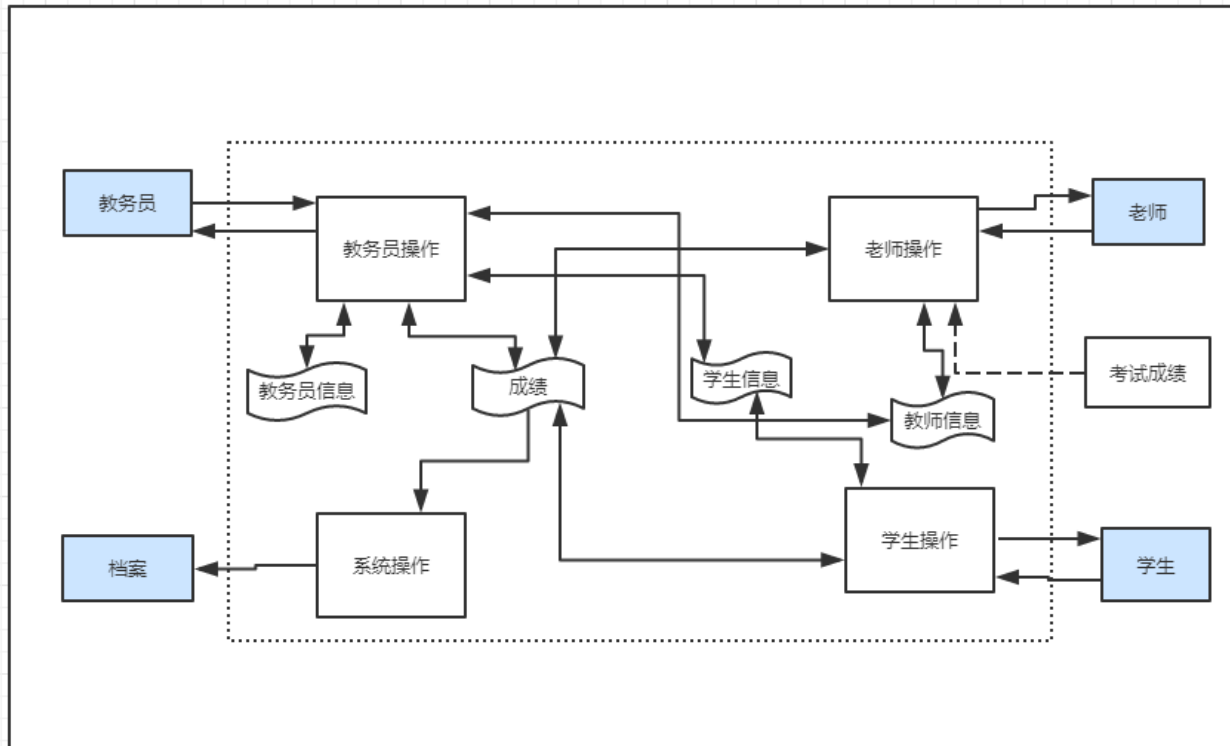 教务员
老师
教务员操作
老师操作
考试成绩
教务员信息
成绩
学生信息
教师信息
学生操作
系统操作
档案
学生